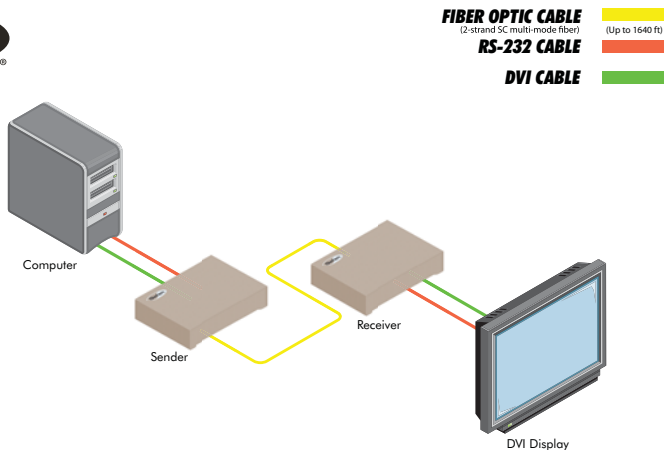 FIBER OPTIC CABLE
(2-strand SC multi-mode fiber) (Up to 1640 ft)
RS-232 CABLE
DVI CABLE
®
Computer
Sender
Receiver
DVI Display